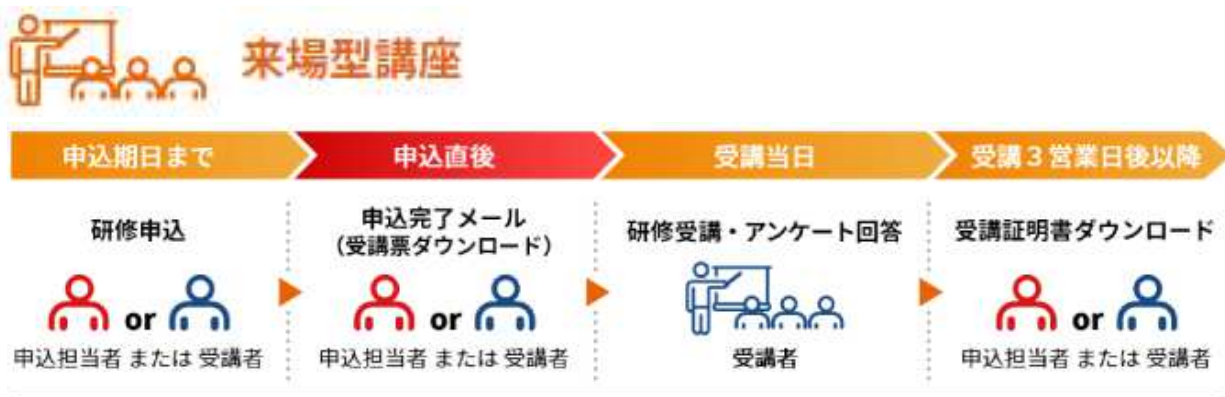 来場型講座
申込期日まで
申込直後
受講当日
受講3営業日後以降
研修申込
申込完了メール
(受講票ダウンロード)
研修受講・アンケート回答
受講証明書ダウンロード
or
or
or
申込担当者 または 受講者
申込担当者 または 受講者
受講者
申込担当者 または 受講者